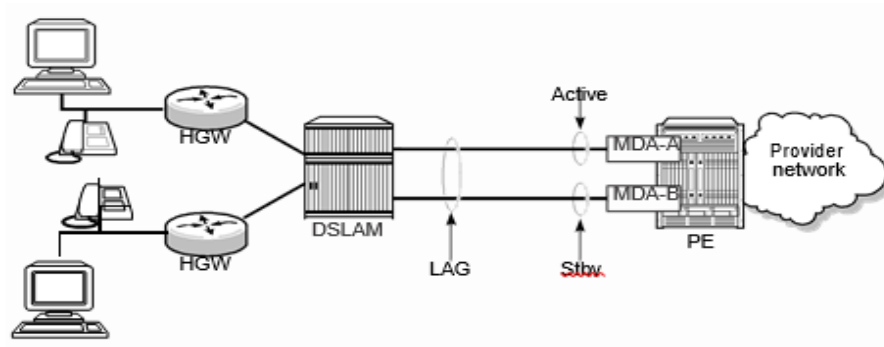 HGW
Active
MDA-A
Provider
network
MDA-B
DSLAM
PE
HGW
LAG
Stby